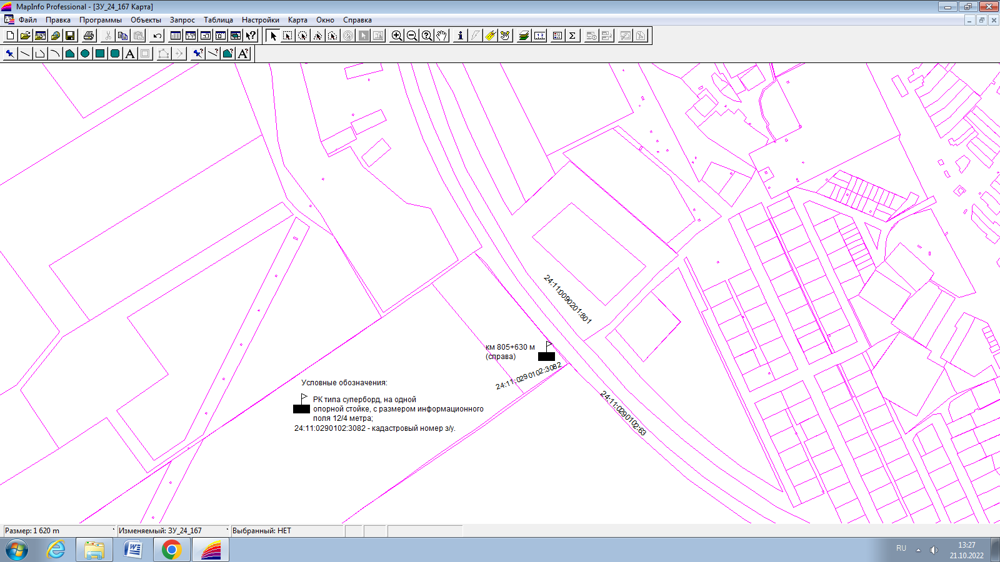 MapInfo Professional - [ЗУ_24_167 Карта]
Файл Правка Программы Объекты Запрос Таблица Настройки Карта Окно Справка
24:11:0090201:801
км 805+630 м
(справа)
24:11:0290102:3082
24:11:0290102:63
Условные обозначения:
РК типа суперборд, на одной
опорной стойке, с размером информационного
поля 12/4 метра;
24:11:0290102:3082 - кадастровый номер з/у.
Размер: 1 620 m
Изменяемый: ЗУ_24_167
Выбранный: НЕТ
RU
13:27
21.10.2022